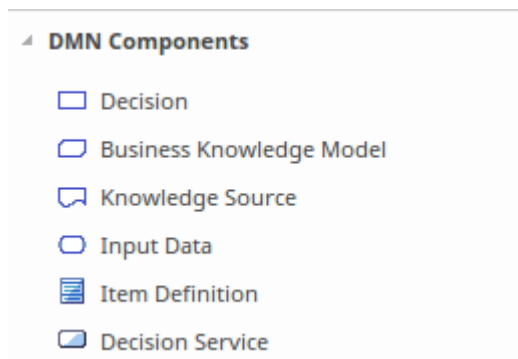 DMN Components
Decision
Business Knowledge Model
Knowledge Source
Input Data
Item Definition
Decision Service